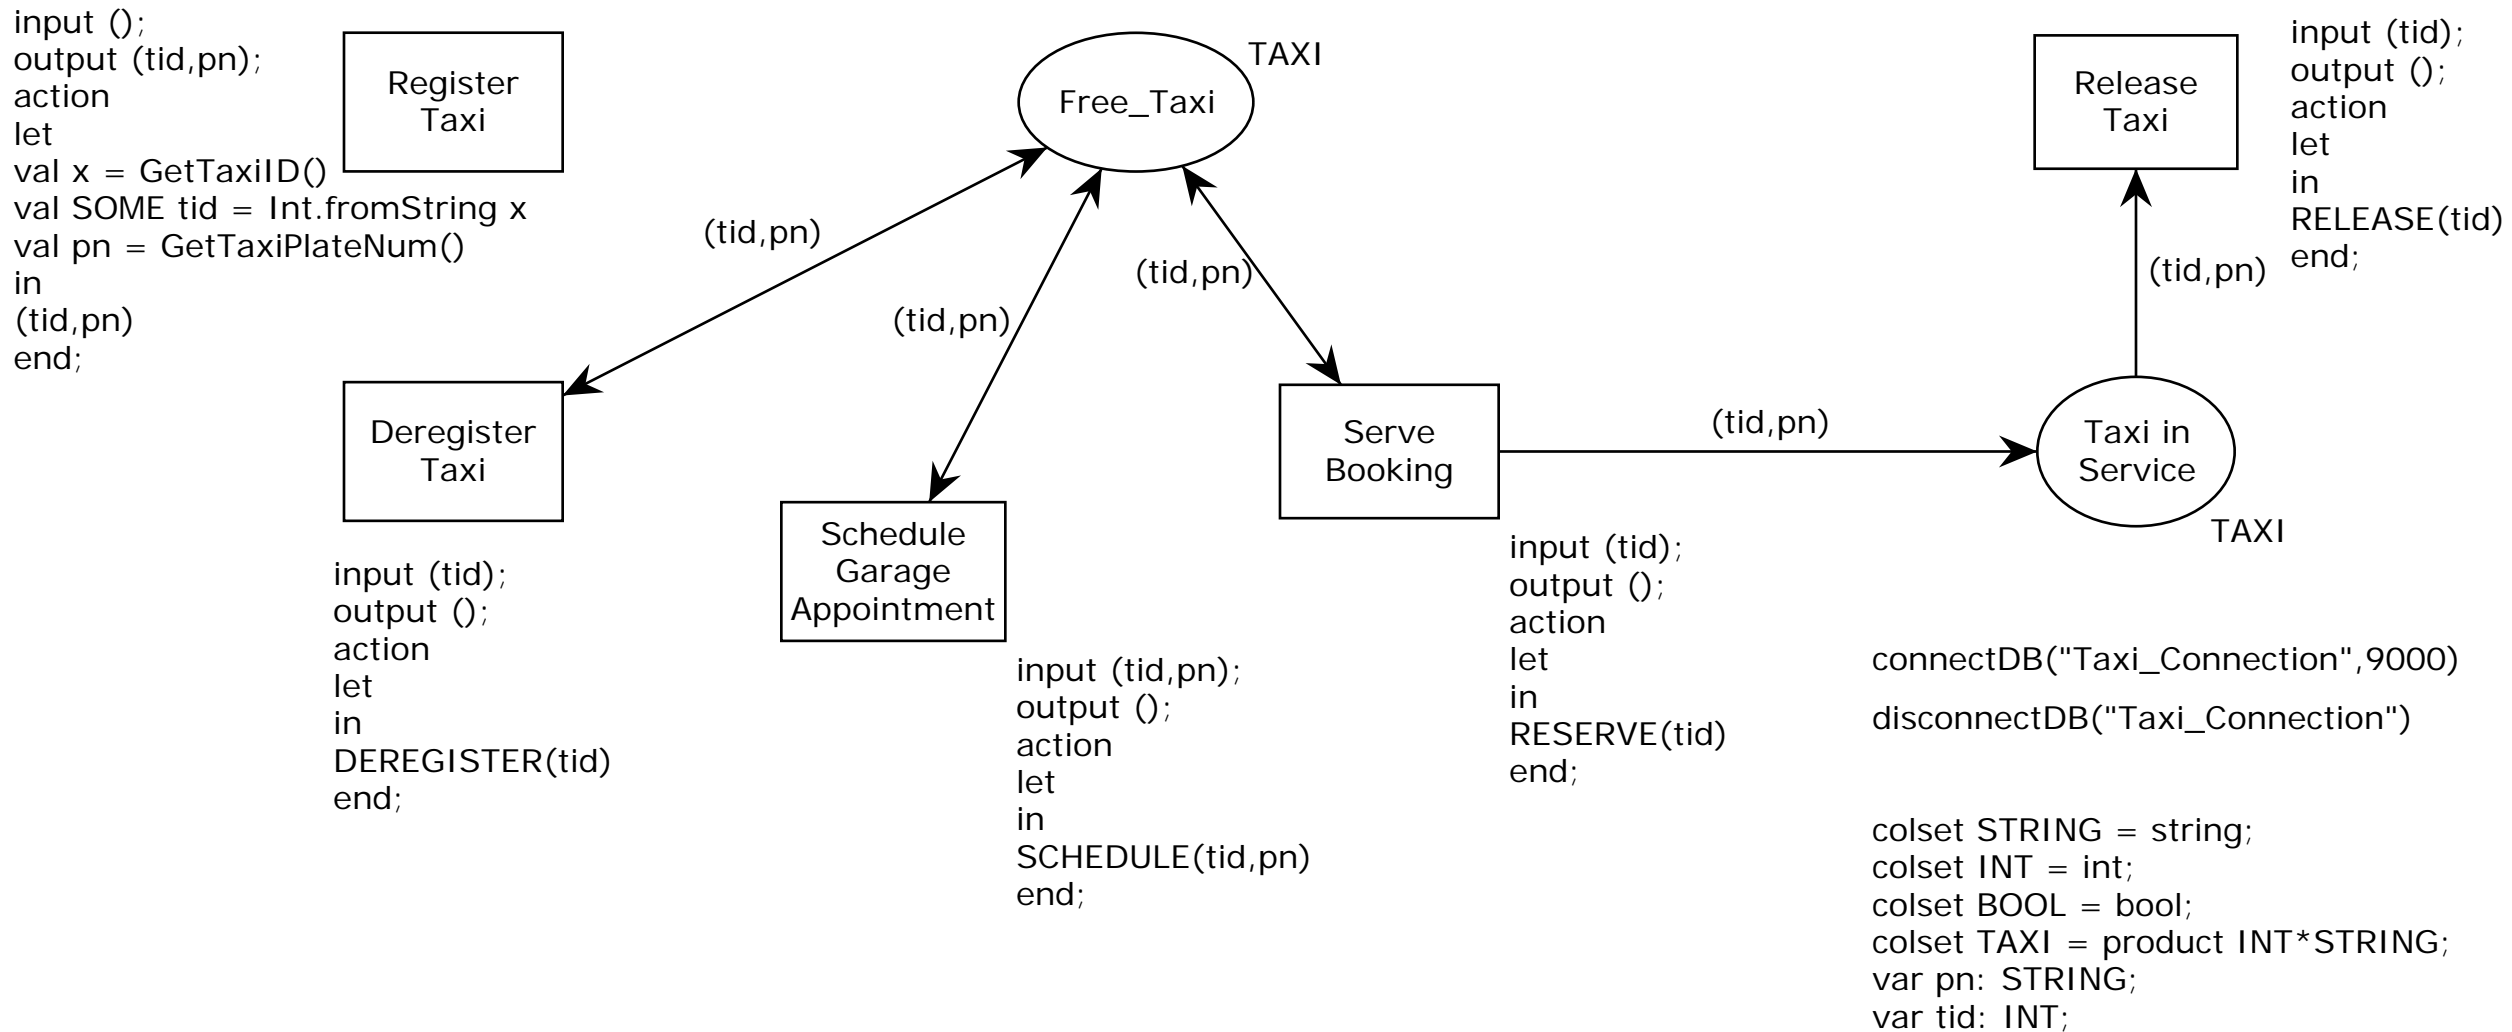 input ();
output (tid,pn);
action
let
val x = GetTaxiID()
val SOME tid = Int.fromString x
val pn = GetTaxiPlateNum()
in
(tid,pn)
end;
Register
Taxi
Free_Taxi
TAXI
Release
Taxi
input (tid);
output ();
action
let
in
RELEASE(tid)
end;
(tid,pn)
(tid,pn)
(tid,pn)
(tid,pn)
Deregister
Taxi
input (tid);
output ();
action
let
in
DEREGISTER(tid)
end;
Schedule
Garage
Appointment
input (tid,pn);
output ();
action
let
in
SCHEDULE(tid,pn)
end;
Serve
Booking
(tid,pn)
input (tid);
output ();
action
let
in
RESERVE(tid)
end;
Taxi in
Service
TAXI
connectDB("Taxi_Connection",9000)
disconnectDB("Taxi_Connection")
colset STRING = string;
colset INT = int;
colset BOOL = bool;
colset TAXI = product INT*STRING;
var pn: STRING;
var tid: INT;